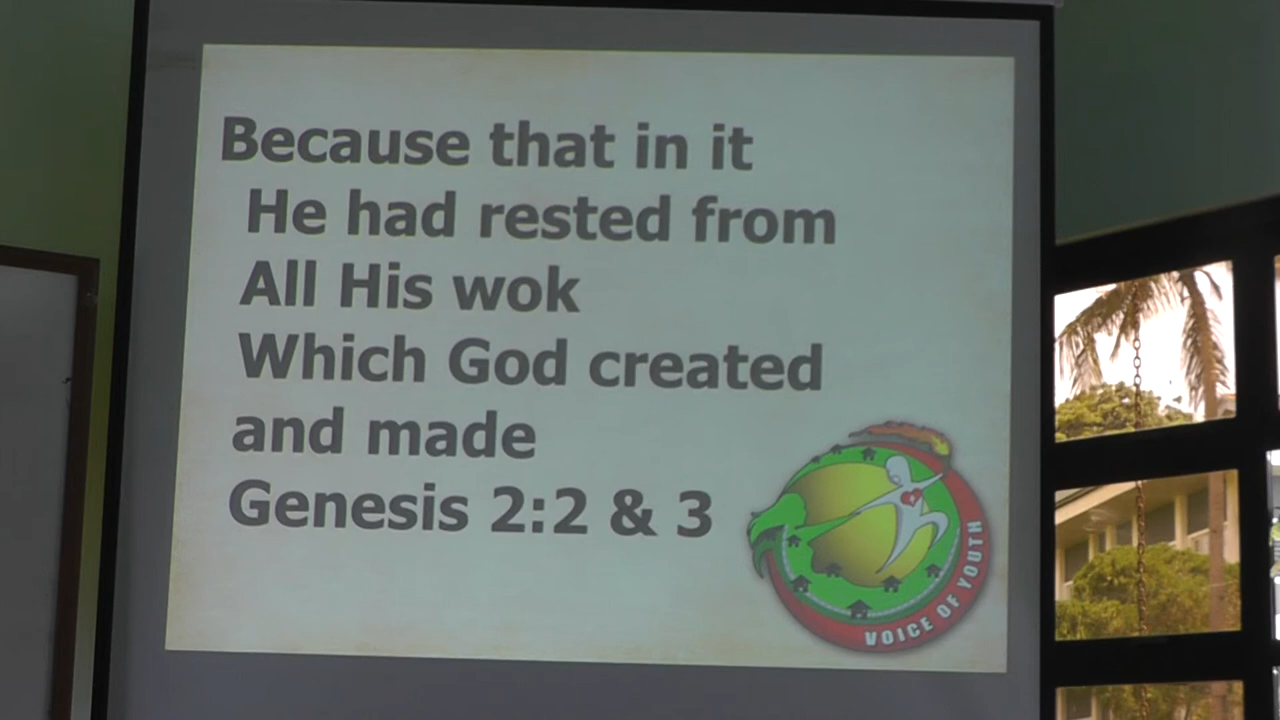 Because that in it
He had rested from
All His wok
Which God created
and made
Genesis 2:2 & 3
VOICE OF YOUTH